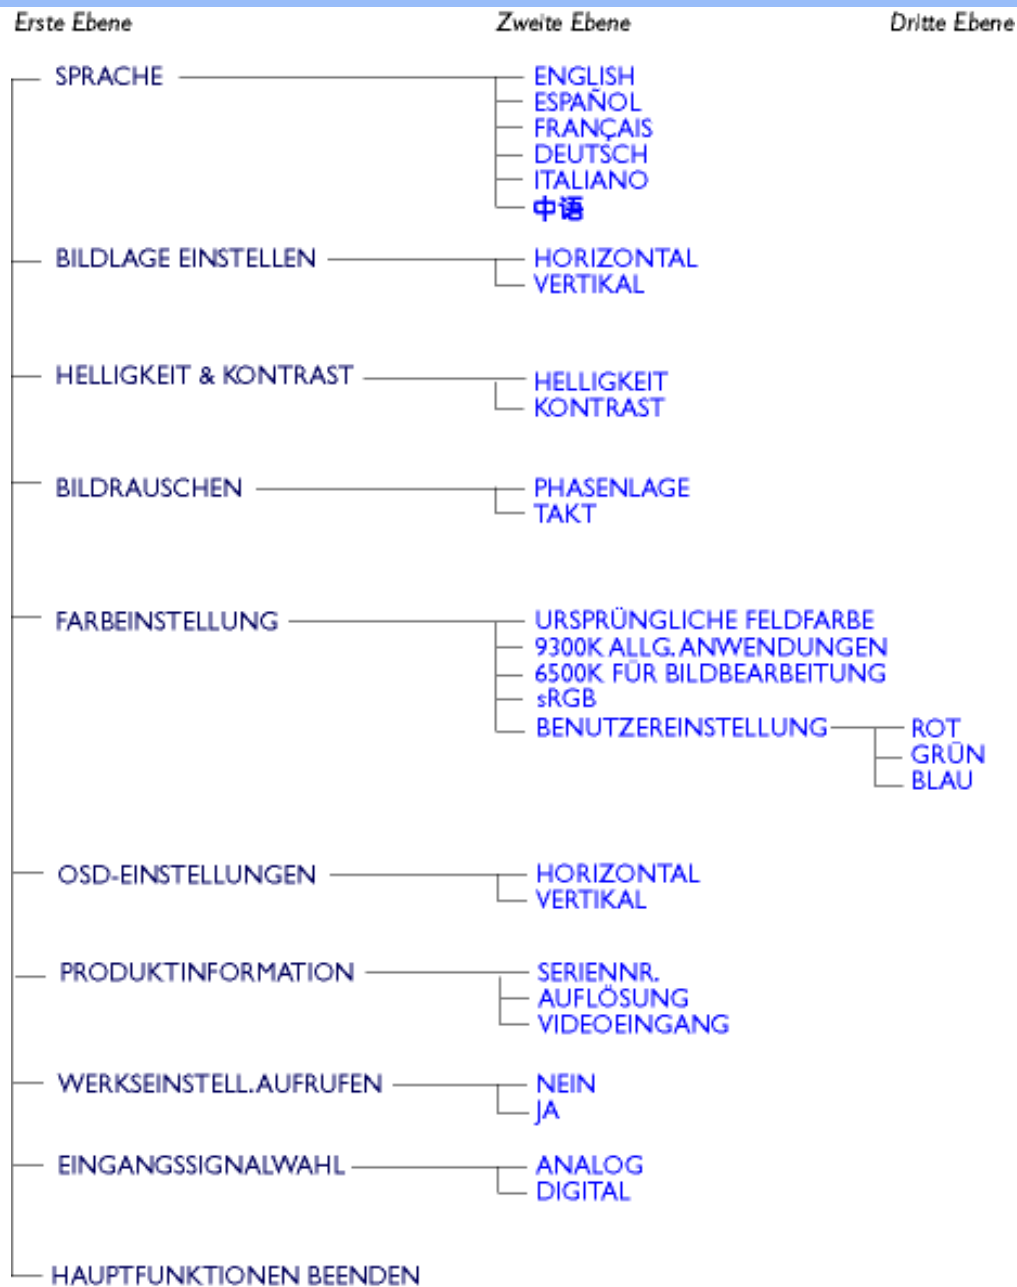 Erste Ebene Zweite Ebene Dritte Ebene
SPRACHE ENGLISH
ESPAÑOL
FRANÇAIS
DEUTSCH
ITALIANO
中语
BILDLAGE EINSTELLEN HORIZONTAL
VERTIKAL
HELLIGKEIT & KONTRAST HELLIGKEIT
KONTRAST
BILDRAUSCHEN PHASENLAGE
TAKT
FARBEINSTELLUNG URSPRÜNGLICHE FELDFARBE
9300K ALLG. ANWENDUNGEN
6500K FÜR BILDBEARBEITUNG
sRGB
BENUTZEREINSTELLUNG ROT
GRÜN
BLAU
OSD-EINSTELLUNGEN HORIZONTAL
VERTIKAL
PRODUKTINFORMATION SERIENNR.
AUFLÖSUNG
VIDEOEINGANG
WERKSEINSTELL. AUFRUFEN NEIN
JA
EINGANGSSIGNALWAHL ANALOG
DIGITAL
HAUPTFUNKTIONEN BEENDEN